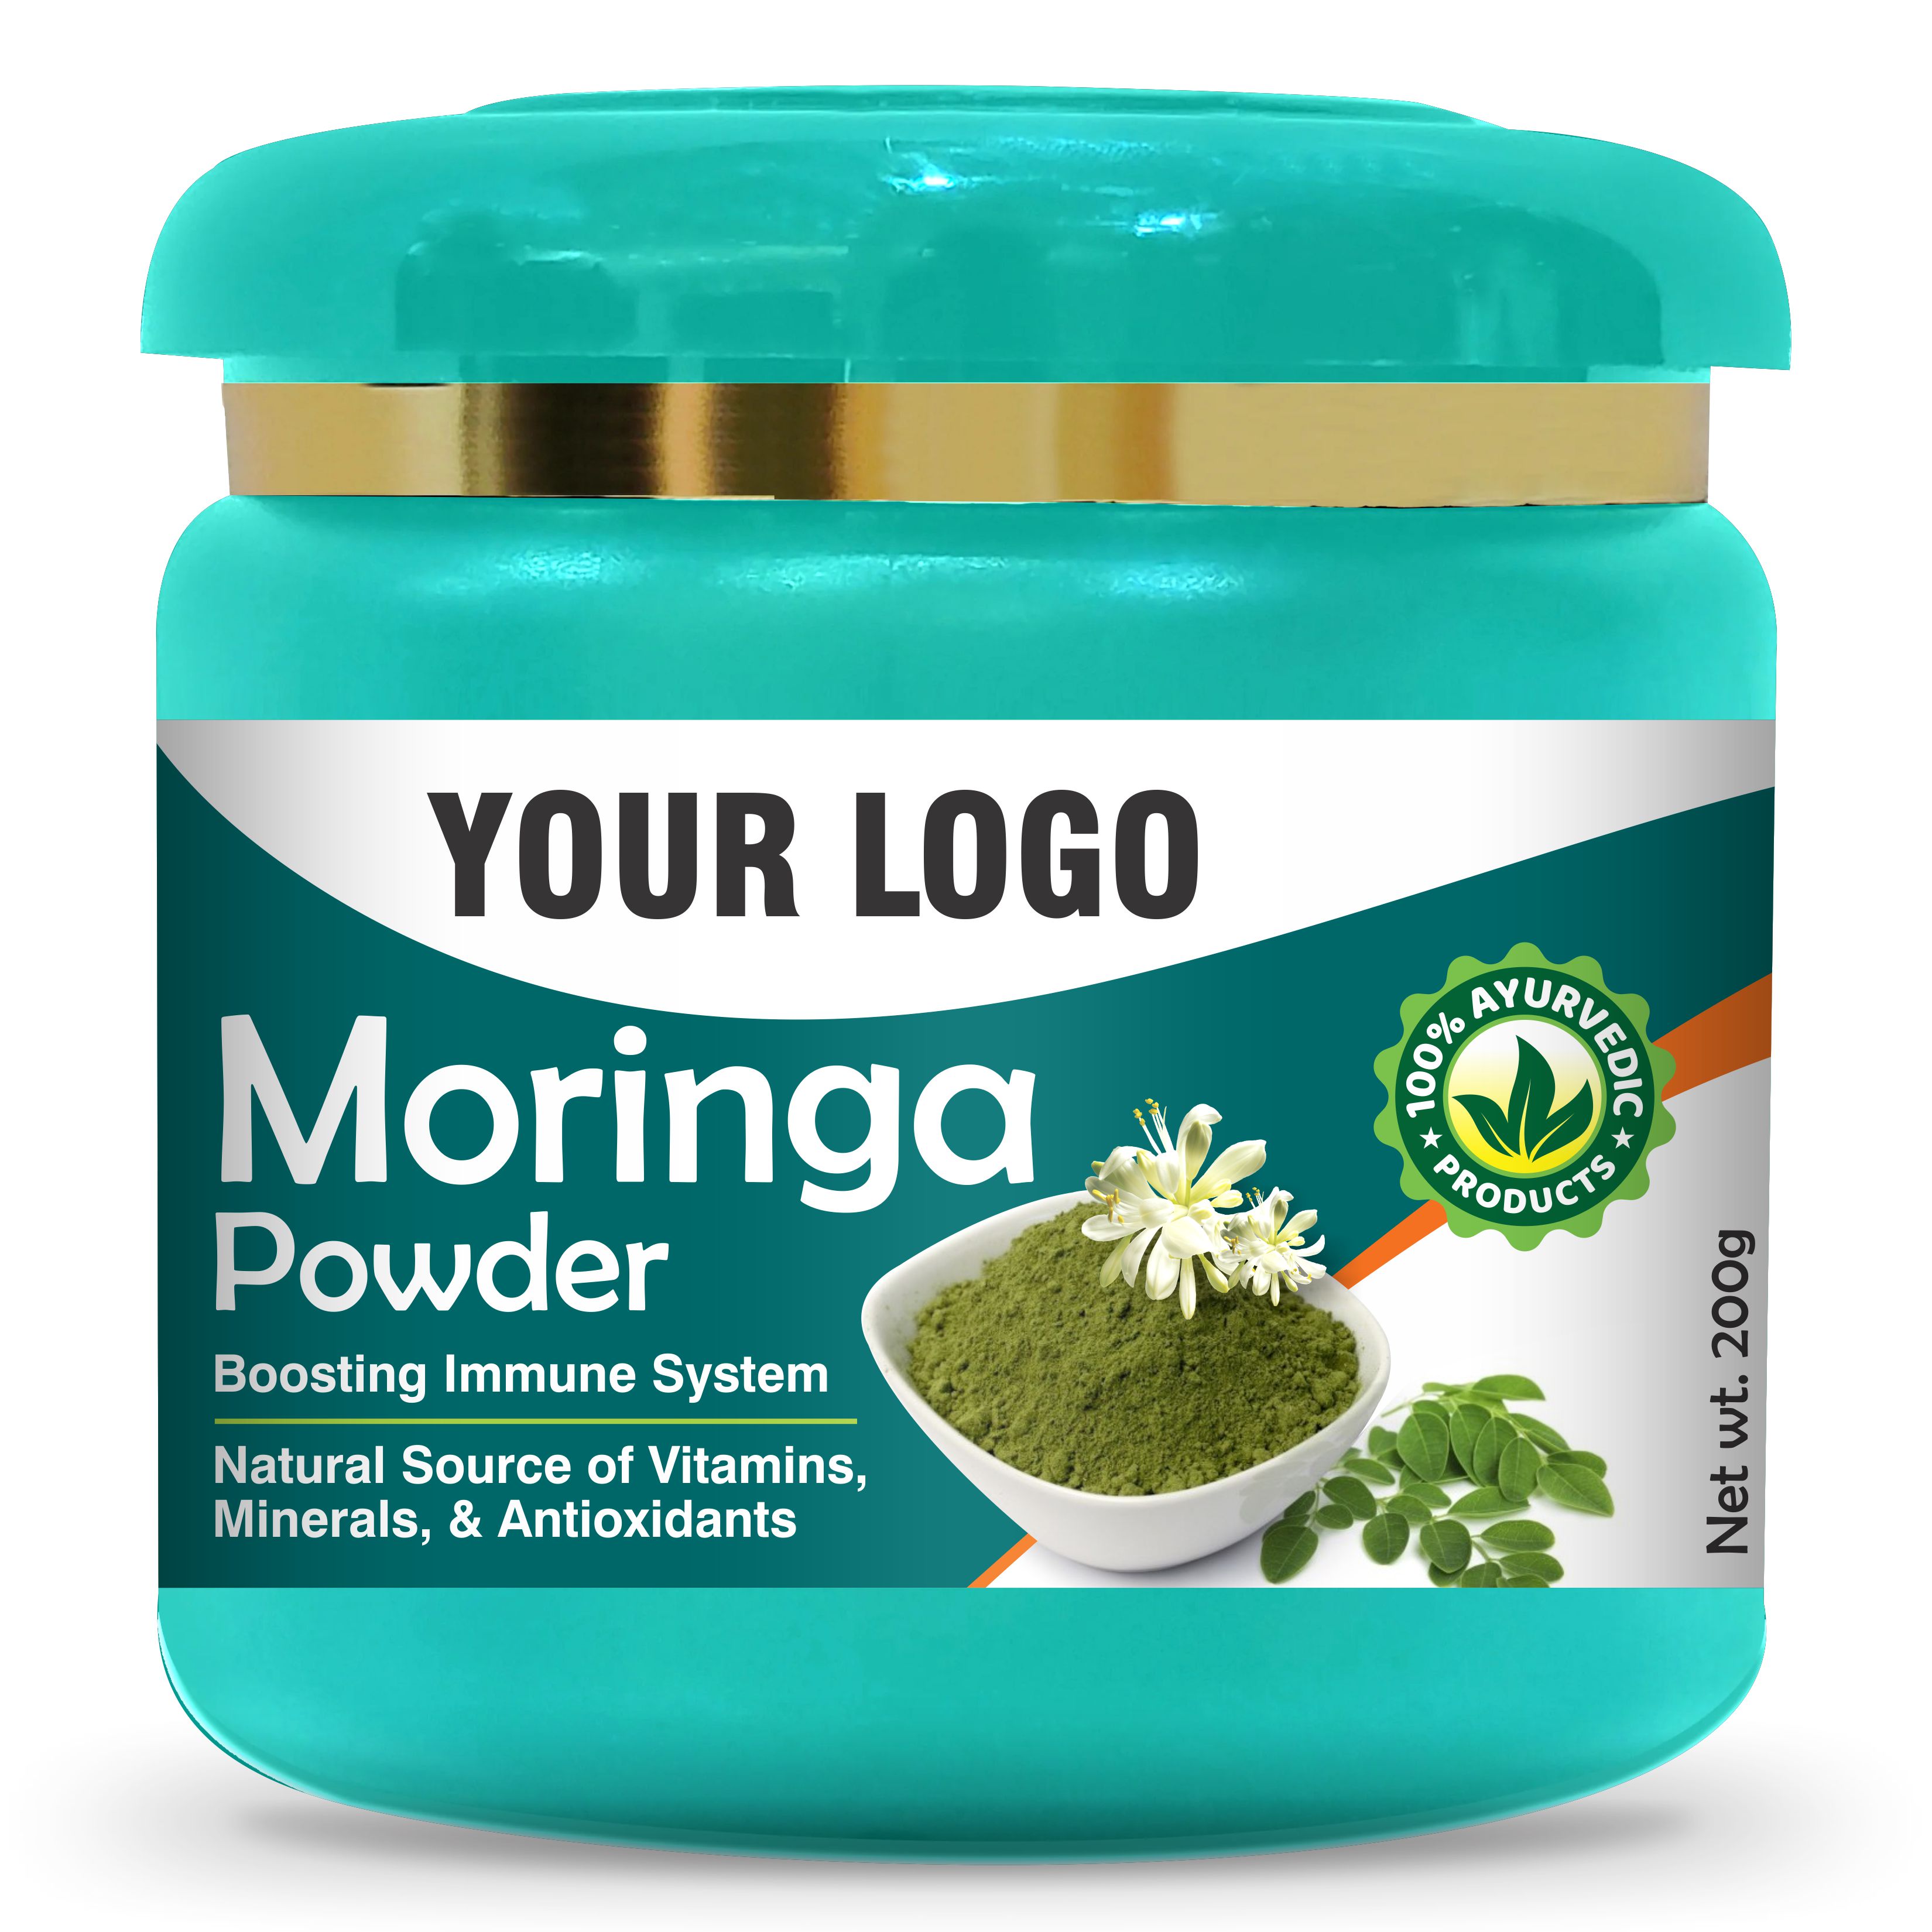 YOUR LOGO
Moringa
Powder
Boosting Immune System
Natural Source of Vitamins,
Minerals, & Antioxidants
100% AYURVEDIC
★ PRODUCTS ★
Net wt. 200g